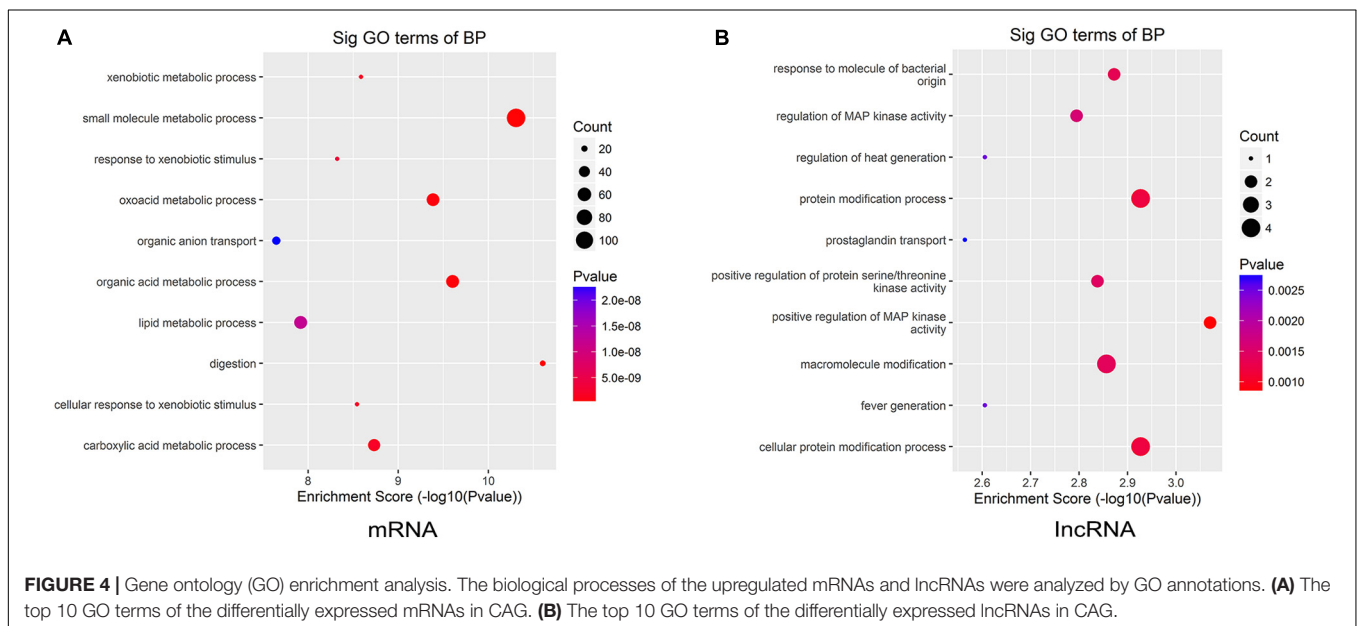 A
Sig GO terms of BP
xenobiotic metabolic process
small molecule metabolic process
response to xenobiotic stimulus
oxoacid metabolic process
organic anion transport
organic acid metabolic process
lipid metabolic process
digestion
cellular response to xenobiotic stimulus
carboxylic acid metabolic process
8 9 10
Enrichment Score (-log10(Pvalue))
mRNA
Count
20
40
60
80
100
Pvalue
2.0e-08
1.5e-08
1.0e-08
5.0e-09
B
Sig GO terms of BP
response to molecule of bacterial
origin
regulation of MAP kinase activity
regulation of heat generation
protein modification process
prostaglandin transport
positive regulation of protein serine/threonine
kinase activity
positive regulation of MAP kinase
activity
macromolecule modification
fever generation
cellular protein modification process
2.6 2.7 2.8 2.9 3.0
Enrichment Score (-log10(Pvalue))
lncRNA
Count
1
2
3
4
Pvalue
0.0025
0.0020
0.0015
0.0010
FIGURE 4 | Gene ontology (GO) enrichment analysis. The biological processes of the upregulated mRNAs and lncRNAs were analyzed by GO annotations. (A) The
top 10 GO terms of the differentially expressed mRNAs in CAG. (B) The top 10 GO terms of the differentially expressed lncRNAs in CAG.